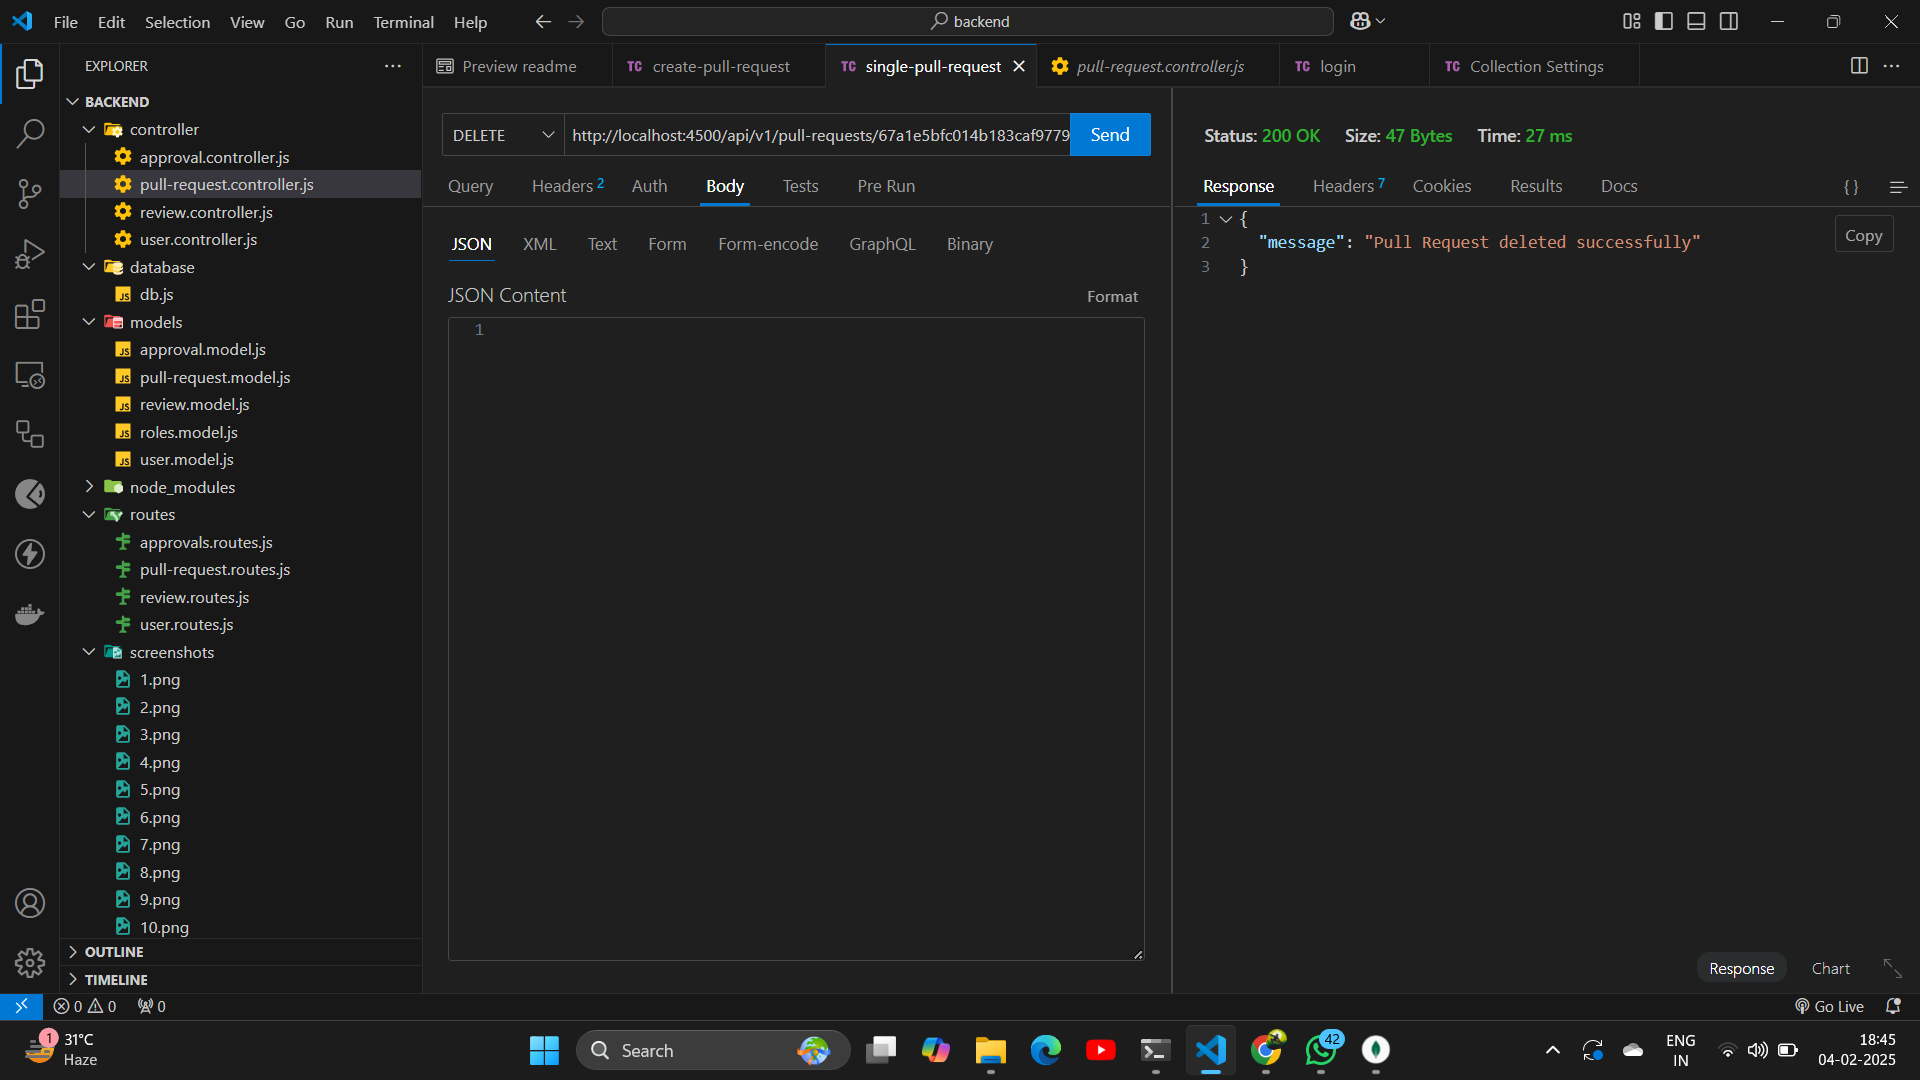 File Edit Selection View Go Run Terminal Help
backend
EXPLORER
BACKEND
controller
approval.controller.js
pull-request.controller.js
review.controller.js
user.controller.js
database
JS db.js
models
JS approval.model.js
JS pull-request.model.js
JS review.model.js
JS roles.model.js
JS user.model.js
node_modules
routes
approvals.routes.js
pull-request.routes.js
review.routes.js
user.routes.js
screenshots
1.png
2.png
3.png
4.png
5.png
6.png
7.png
8.png
9.png
10.png
OUTLINE
TIMELINE
Preview readme
TC create-pull-request
TC single-pull-request
pull-request.controller.js
TC login
TC Collection Settings
DELETE http://localhost:4500/api/v1/pull-requests/67a1e5bfc014b183caf9779 Send
Query Headers 2 Auth Body Tests Pre Run
JSON XML Text Form Form-encode GraphQL Binary
JSON Content Format
1
Status: 200 OK Size: 47 Bytes Time: 27 ms
Response Headers 7 Cookies Results Docs { }
1 {
2 "message": "Pull Request deleted successfully"
3 }
Copy
Response Chart
0 0 0
Go Live
1
31°C
Haze
Search
42
ENG
IN
18:45
04-02-2025